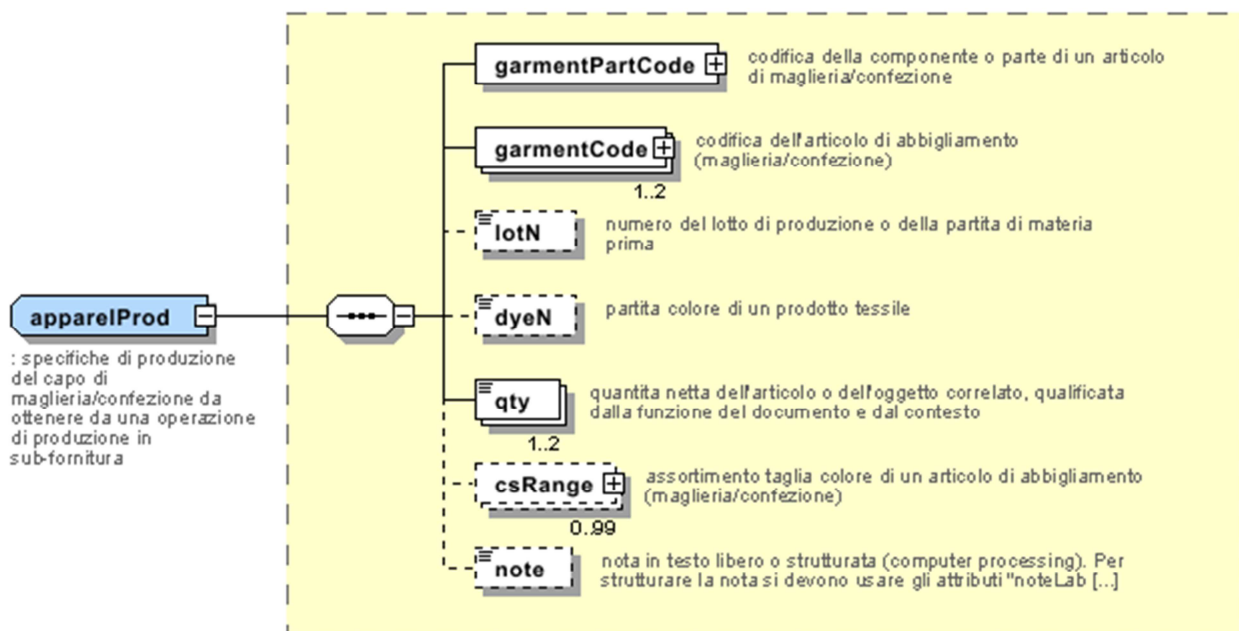 garmentPartCode
codifica della componente o parte di un articolo
di maglieria/confezione
garmentCode
codifica dell'articolo di abbigliamento
(maglieria/confezione)
1..2
lotN
numero del lotto di produzione o della partita di materia
prima
apparelProd
: specifiche di produzione
del capo di
maglieria/confezione da
ottenere da una operazione
di produzione in
sub-fornitura
dyeN
partita colore di un prodotto tessile
qty
quantita netta dell'articolo o dell'oggetto correlato, qualificata
dalla funzione del documento e dal contesto
1..2
csRange
assortimento taglia colore di un articolo di abbigliamento
(maglieria/confezione)
0..99
note
nota in testo libero o strutturata (computer processing). Per
strutturare la nota si devono usare gli attributi "noteLab [...]